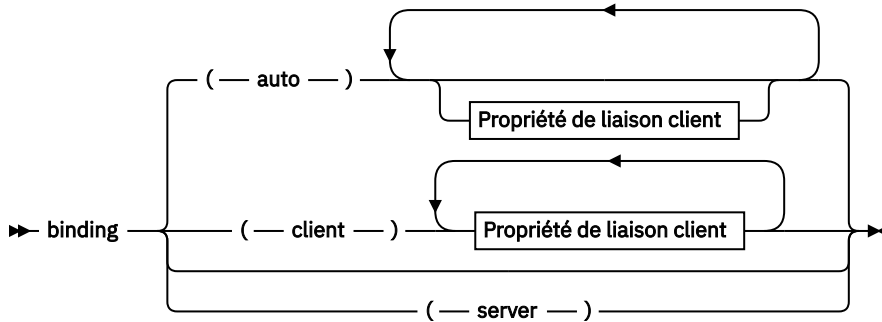 ( auto )
Propriété de liaison client
binding ( client ) Propriété de liaison client
( server )